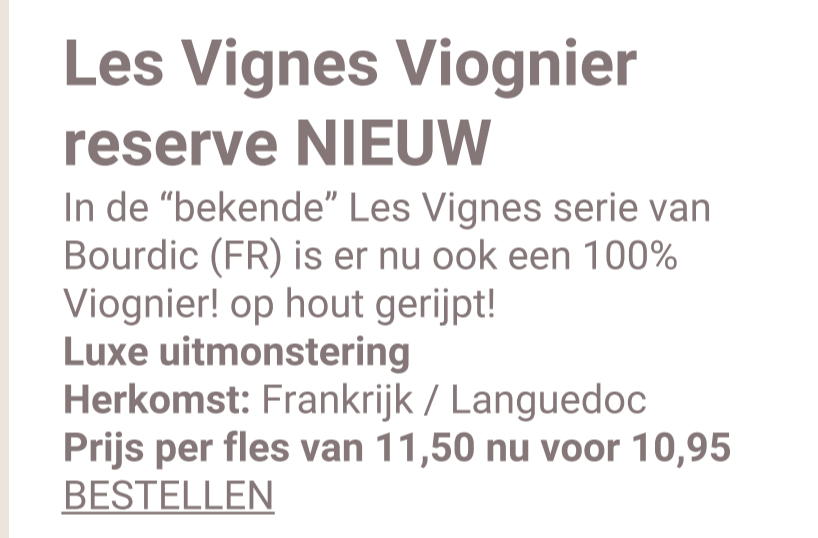 Les Vignes Viognier
reserve NIEUW
In de “bekende” Les Vignes serie van
Bourdic (FR) is er nu ook een 100%
Viognier! op hout gerijpt!
Luxe uitmonstering
Herkomst: Frankrijk / Languedoc
Prijs per fles van 11,50 nu voor 10,95
BESTELLEN